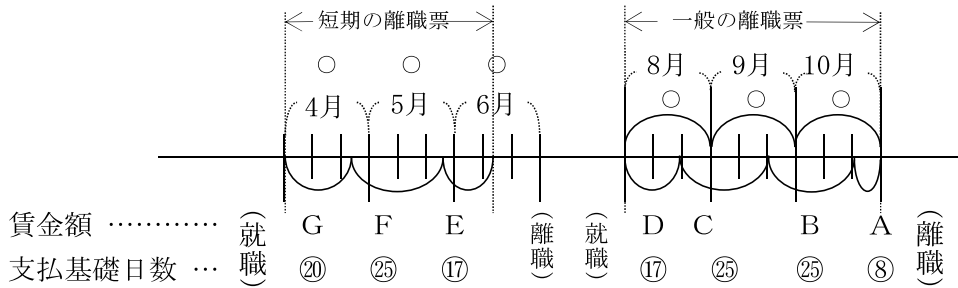 短期の離職票 一般の離職票
○ ○ ○ 8月 9月 10月
4月 5月 6月 ○ ○ ○
賃金額 ………… (就職) G F E (離職) (就職) D C B A (離職)
支払基礎日数 … ⑳ ㉕ ⑰ ⑰ ㉕ ㉕ ⑧